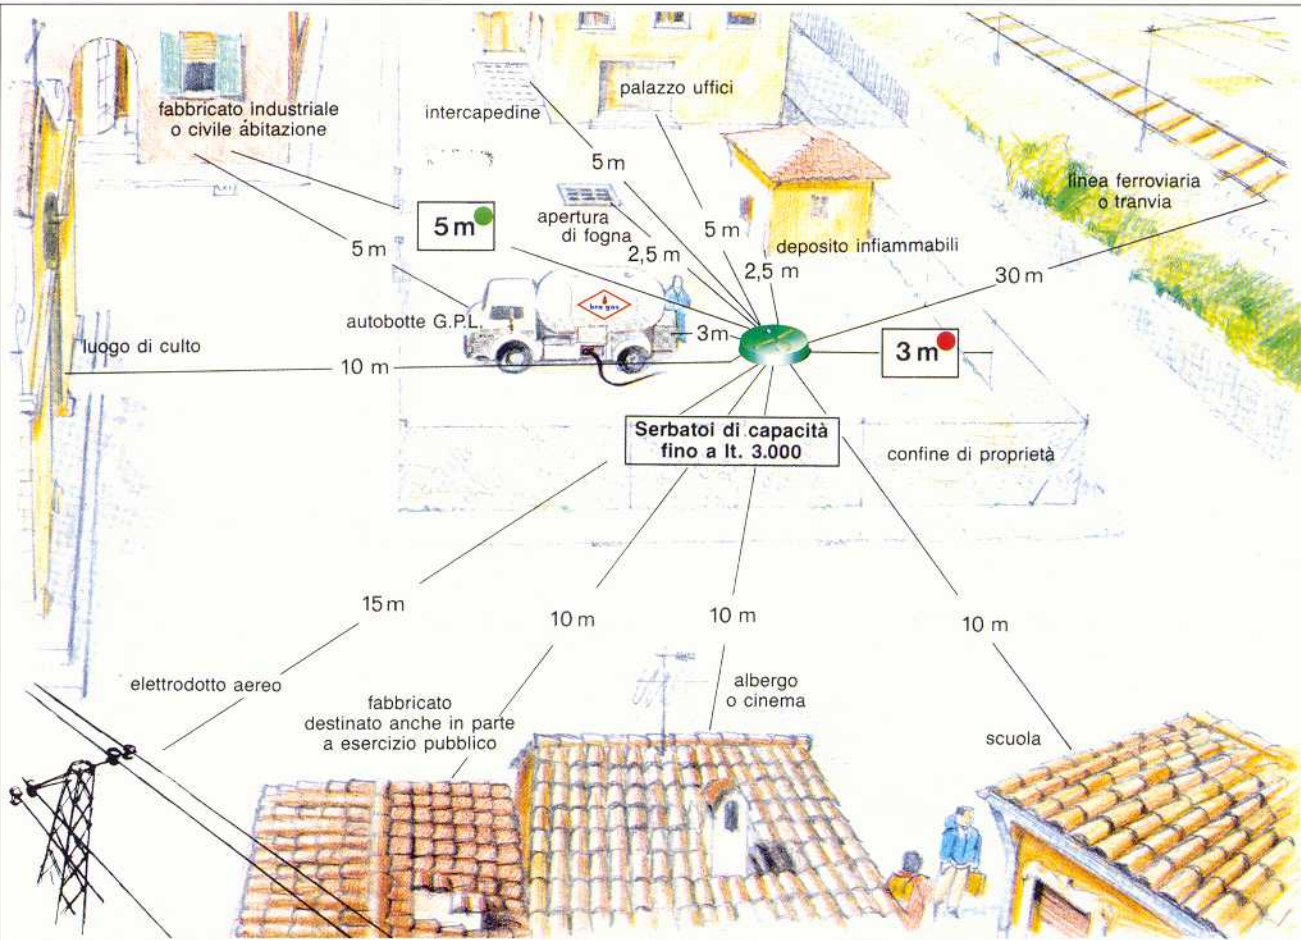 fabbricato industriale
o civile abitazione
intercapedine
palazzo uffici
5 m
linea ferroviaria
o tranvia
5 m
apertura
di fogna
5 m
deposito infiammabili
5 m
2,5 m
2,5 m
30 m
bra gas
autobotte G.P.L.
3 m
3 m
luogo di culto
10 m
Serbatoi di capacità
fino a lt. 3.000
confine di proprietà
15 m
10 m
10 m
10 m
elettrodotto aereo
fabbricato
destinato anche in parte
a esercizio pubblico
albergo
o cinema
scuola